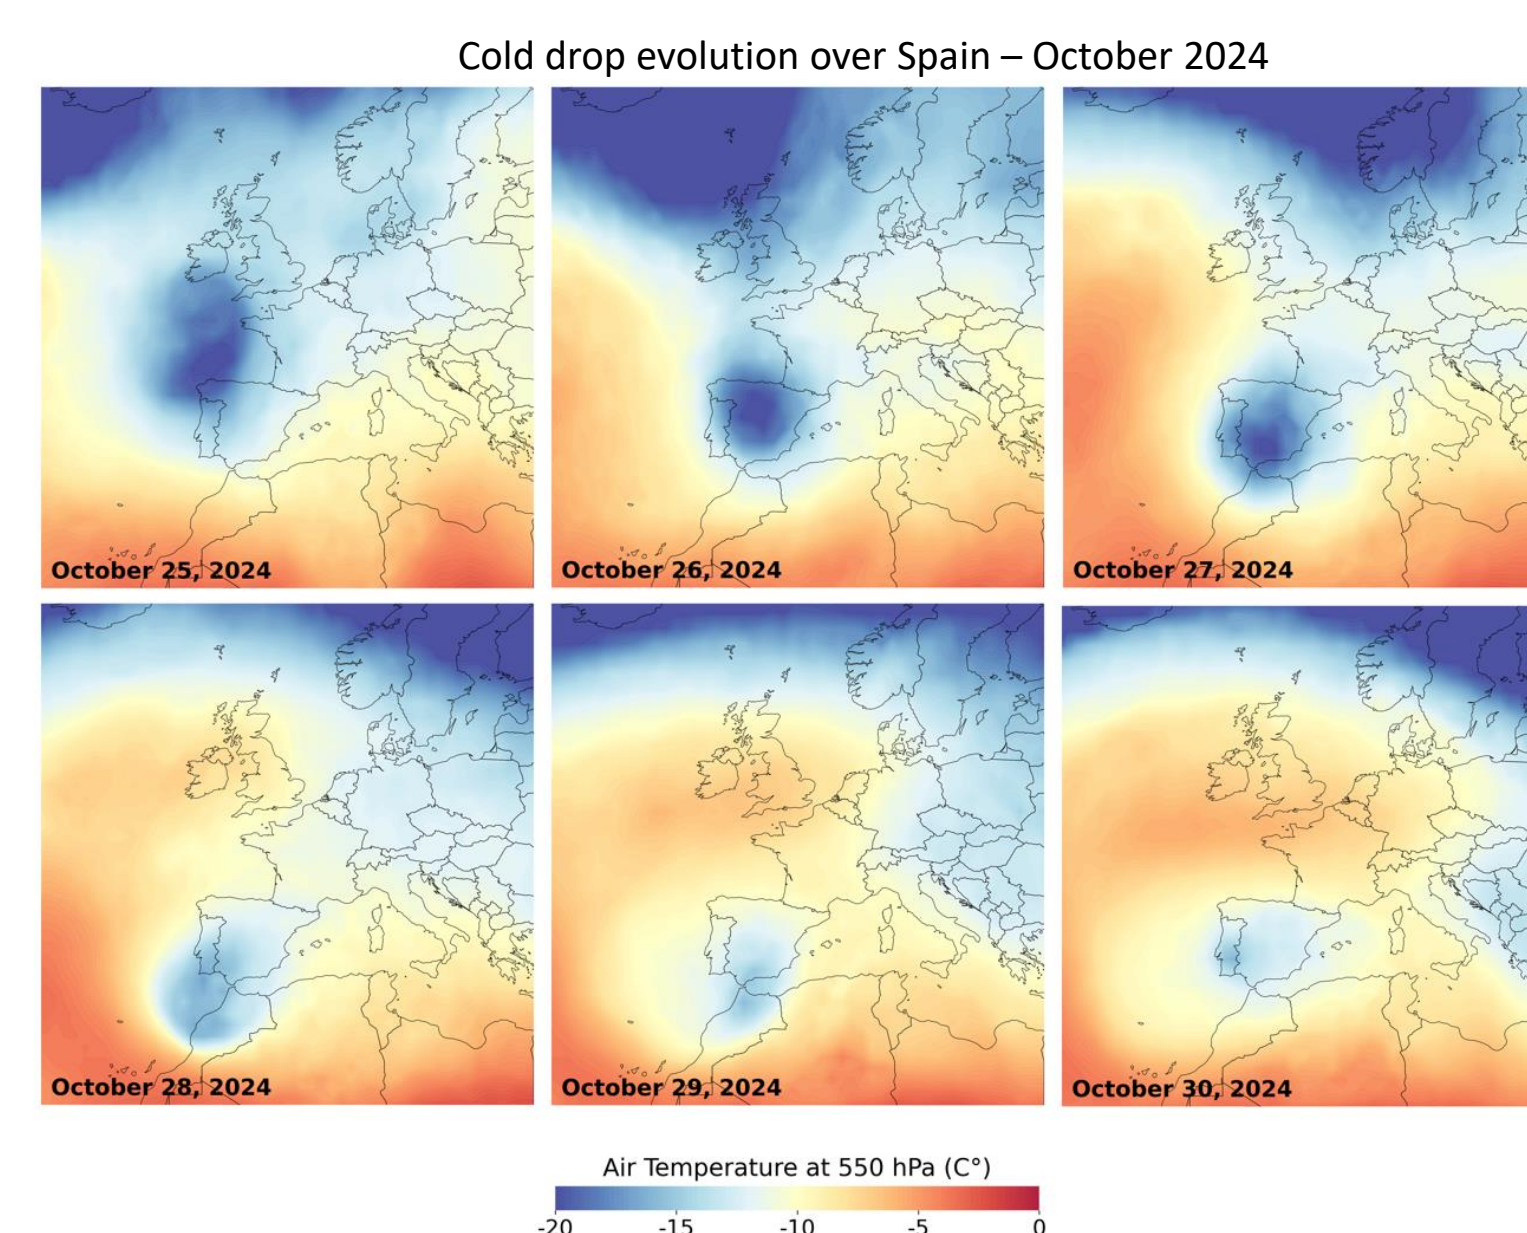 Cold drop evolution over Spain – October 2024
October 25, 2024
October 26, 2024
October 27, 2024
October 28, 2024
October 29, 2024
October 30, 2024
Air Temperature at 550 hPa (C°)
-20 -15 -10 -5 0